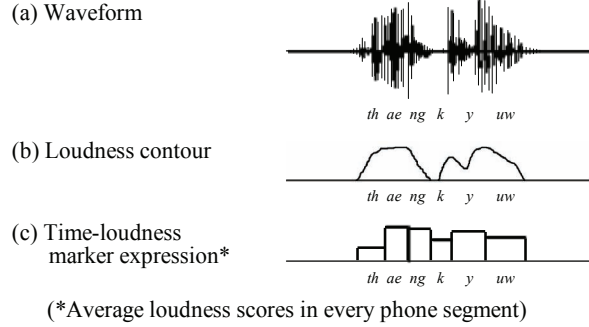 (a) Waveform
th ae ng k y uw
(b) Loudness contour
th ae ng k y uw
(c) Time-loudness
marker expression*
th ae ng k y uw
(*Average loudness scores in every phone segment)